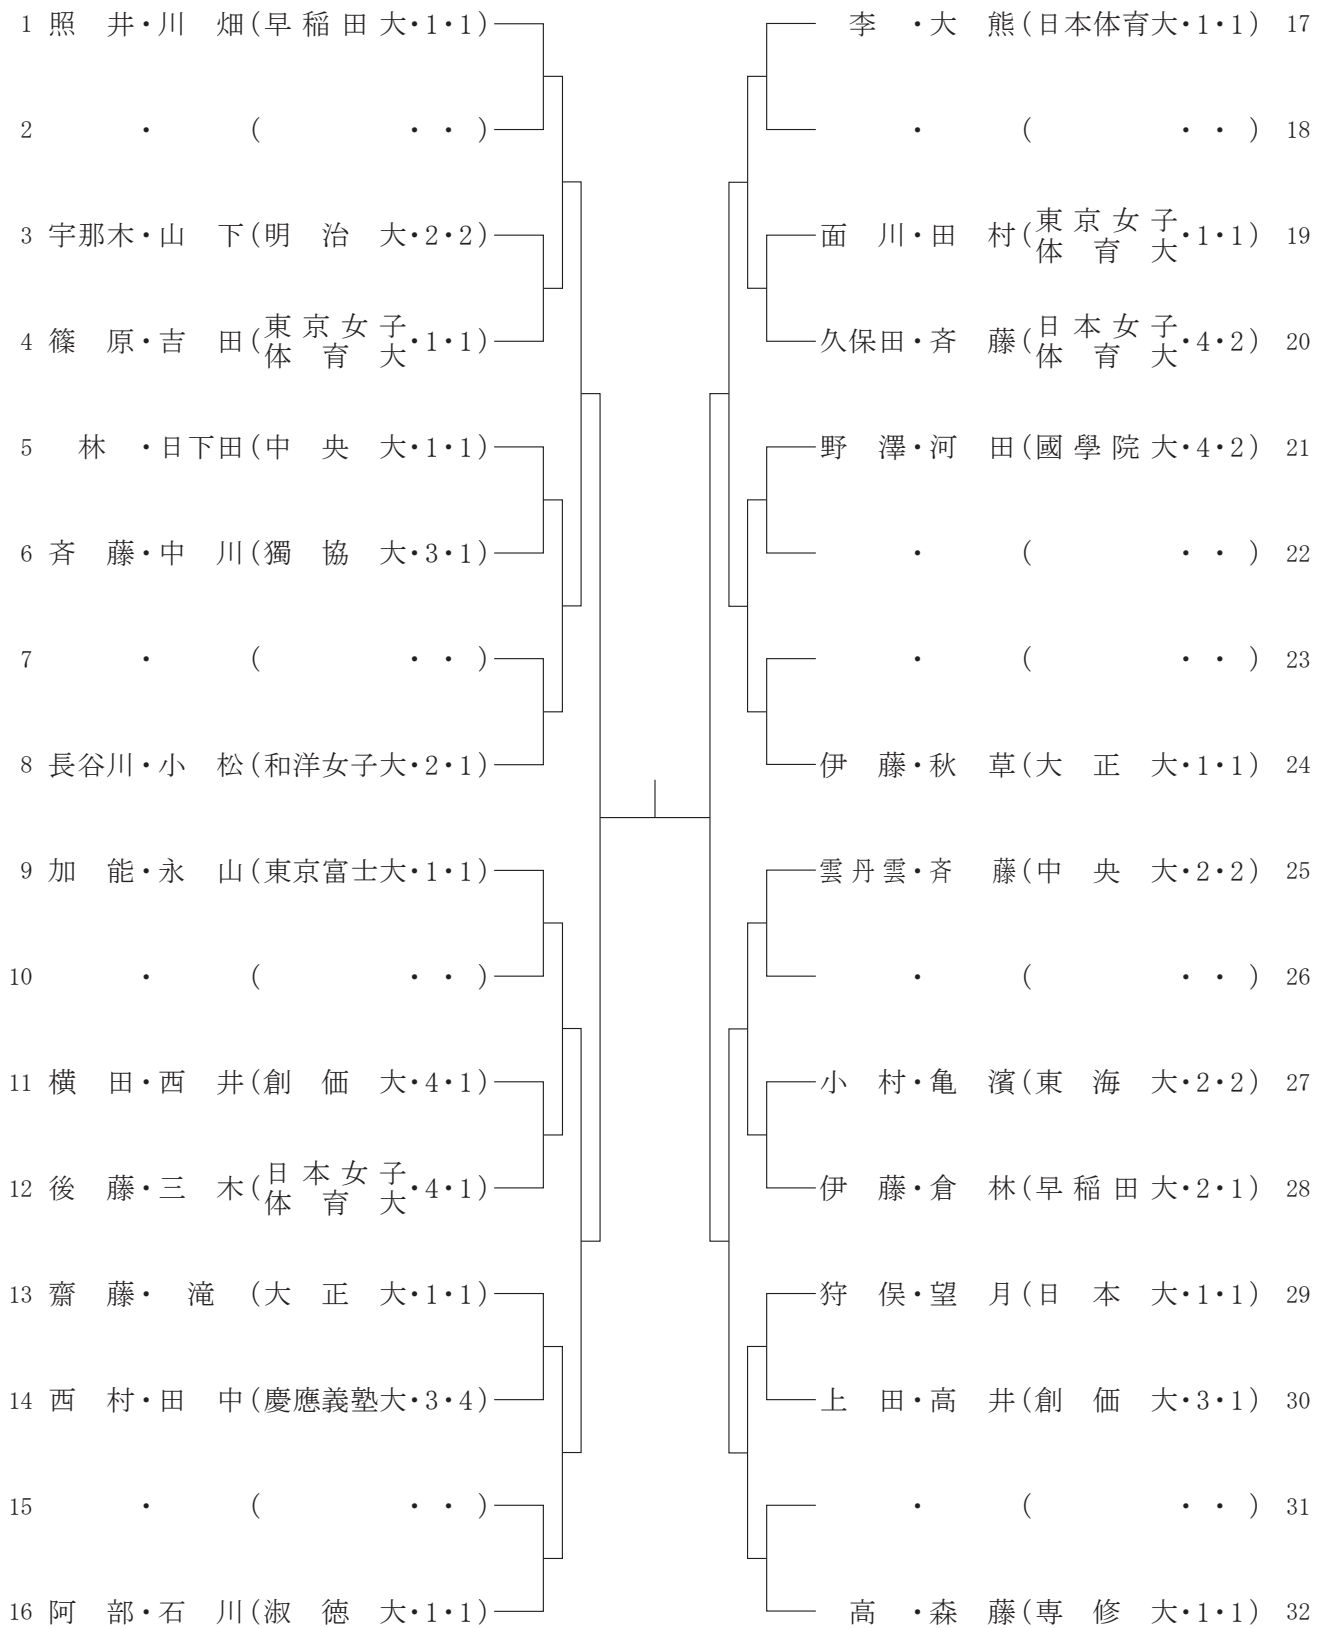 1 照井・川畑(早稲田大・1・1)
2 ・ ( ・・)
3 宇那木・山下(明治大・2・2)
4 篠原・吉田(東京女子体育大・1・1)
5 林・日下田(中央大・1・1)
6 斉藤・中川(獨協大・3・1)
7 ・ ( ・・)
8 長谷川・小松(和洋女子大・2・1)
9 加能・永山(東京富士大・1・1)
10 ・ ( ・・)
11 横田・西井(創価大・4・1)
12 後藤・三木(日本女子体育大・4・1)
13 齋藤・滝(大正大・1・1)
14 西村・田中(慶應義塾大・3・4)
15 ・ ( ・・)
16 阿部・石川(淑徳大・1・1)
李・大熊(日本体育大・1・1) 17
・ ( ・・) 18
面川・田村(東京女子体育大・1・1) 19
久保田・斉藤(日本女子体育大・4・2) 20
野澤・河田(國學院大・4・2) 21
・ ( ・・) 22
・ ( ・・) 23
伊藤・秋草(大正大・1・1) 24
雲丹雲・斉藤(中央大・2・2) 25
・ ( ・・) 26
小村・亀濱(東海大・2・2) 27
伊藤・倉林(早稲田大・2・1) 28
狩俣・望月(日本大・1・1) 29
上田・高井(創価大・3・1) 30
・ ( ・・) 31
高・森藤(専修大・1・1) 32